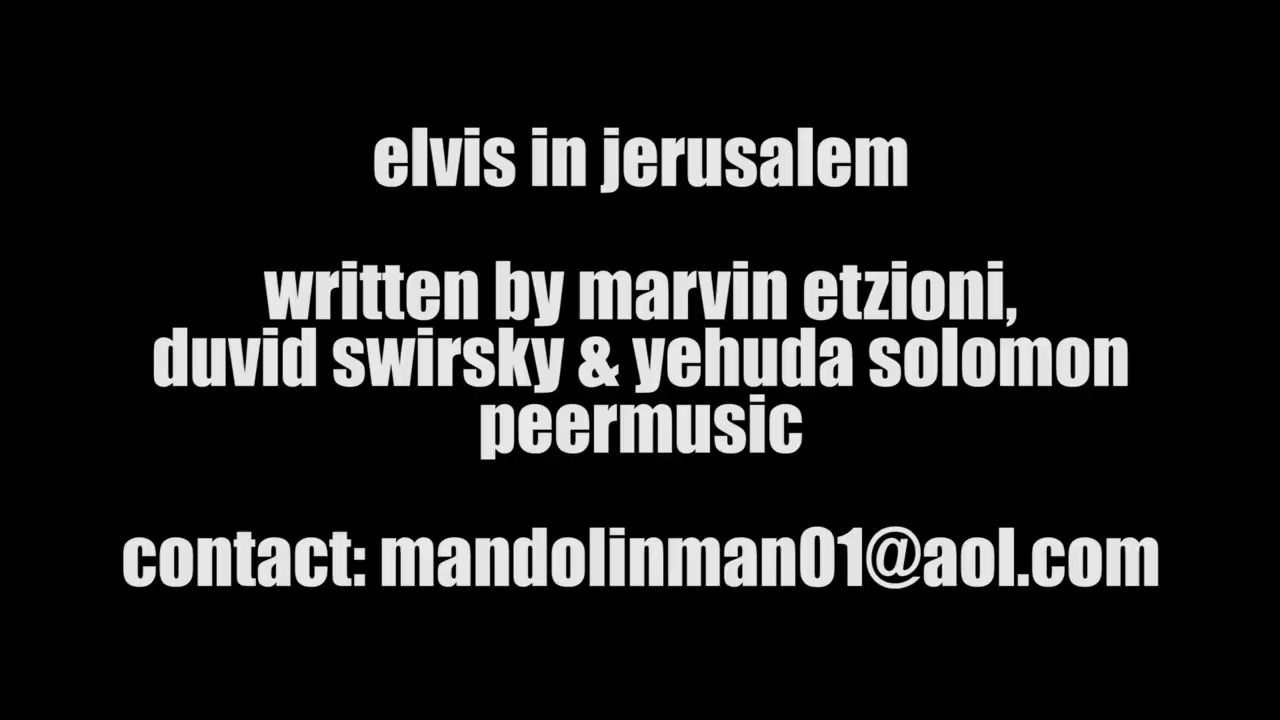 elvis in jerusalem
written by marvin etzioni,
duvid swirsky & yehuda solomon
peermusic
contact: mandolinman01@aol.com